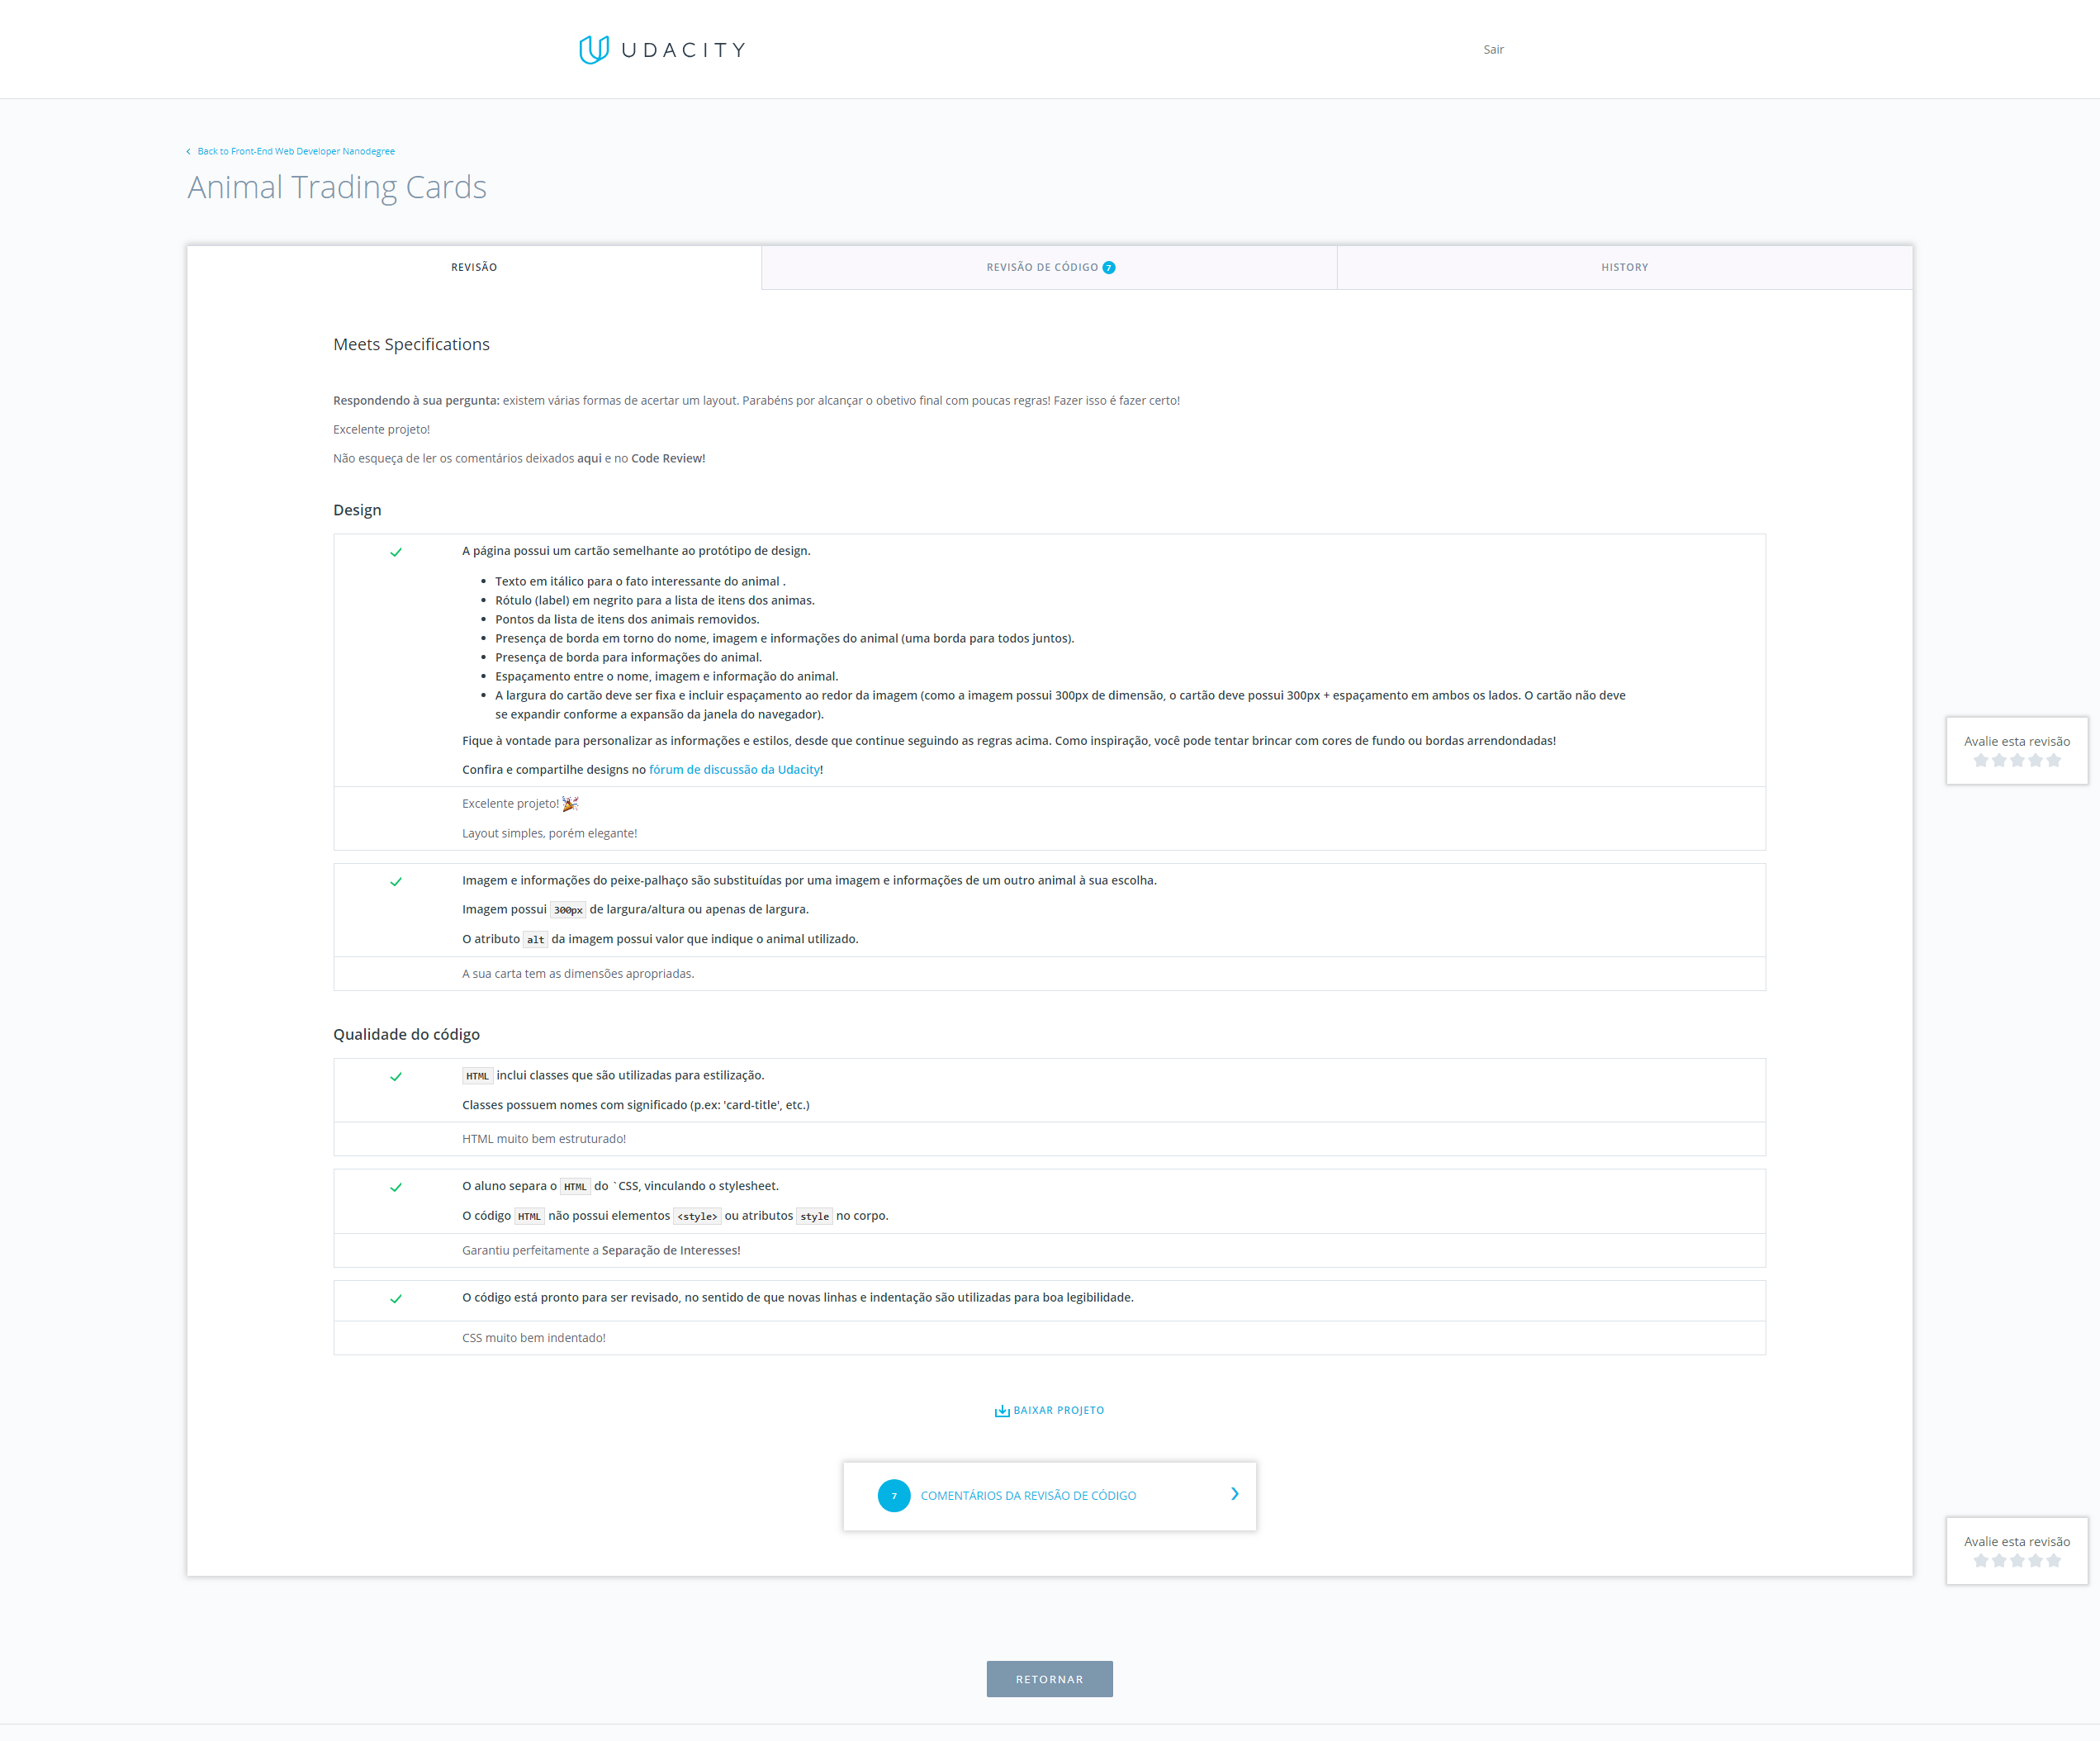 UDACITY
Sair
Back to Front-End Web Developer Nanodegree
Animal Trading Cards
REVISÃO
REVISÃO DE CÓDIGO 7
HISTORY
Meets Specifications
Respondendo à sua pergunta: existem várias formas de acertar um layout. Parabéns por alcançar o obetivo final com poucas regras! Fazer isso é fazer certo!
Excelente projeto!
Não esqueça de ler os comentários deixados aqui e no Code Review!
Design
A página possui um cartão semelhante ao protótipo de design.
Texto em itálico para o fato interessante do animal .
Rótulo (label) em negrito para a lista de itens dos animas.
Pontos da lista de itens dos animais removidos.
Presença de borda em torno do nome, imagem e informações do animal (uma borda para todos juntos).
Presença de borda para informações do animal.
Espaçamento entre o nome, imagem e informação do animal.
A largura do cartão deve ser fixa e incluir espaçamento ao redor da imagem (como a imagem possui 300px de dimensão, o cartão deve possui 300px + espaçamento em ambos os lados. O cartão não deve
se expandir conforme a expansão da janela do navegador).
Fique à vontade para personalizar as informações e estilos, desde que continue seguindo as regras acima. Como inspiração, você pode tentar brincar com cores de fundo ou bordas arrendondadas!
Confira e compartilhe designs no fórum de discussão da Udacity!
Avalie esta revisão
Excelente projeto! 🎉
Layout simples, porém elegante!
Imagem e informações do peixe-palhaço são substituídas por uma imagem e informações de um outro animal à sua escolha.
Imagem possui 300px de largura/altura ou apenas de largura.
O atributo alt da imagem possui valor que indique o animal utilizado.
A sua carta tem as dimensões apropriadas.
Qualidade do código
HTML inclui classes que são utilizadas para estilização.
Classes possuem nomes com significado (p.ex: 'card-title', etc.)
HTML muito bem estruturado!
O aluno separa o HTML do `CSS, vinculando o stylesheet.
O código HTML não possui elementos <style> ou atributos style no corpo.
Garantiu perfeitamente a Separação de Interesses!
O código está pronto para ser revisado, no sentido de que novas linhas e indentação são utilizadas para boa legibilidade.
CSS muito bem indentado!
BAIXAR PROJETO
7 COMENTÁRIOS DA REVISÃO DE CÓDIGO
Avalie esta revisão
RETORNAR